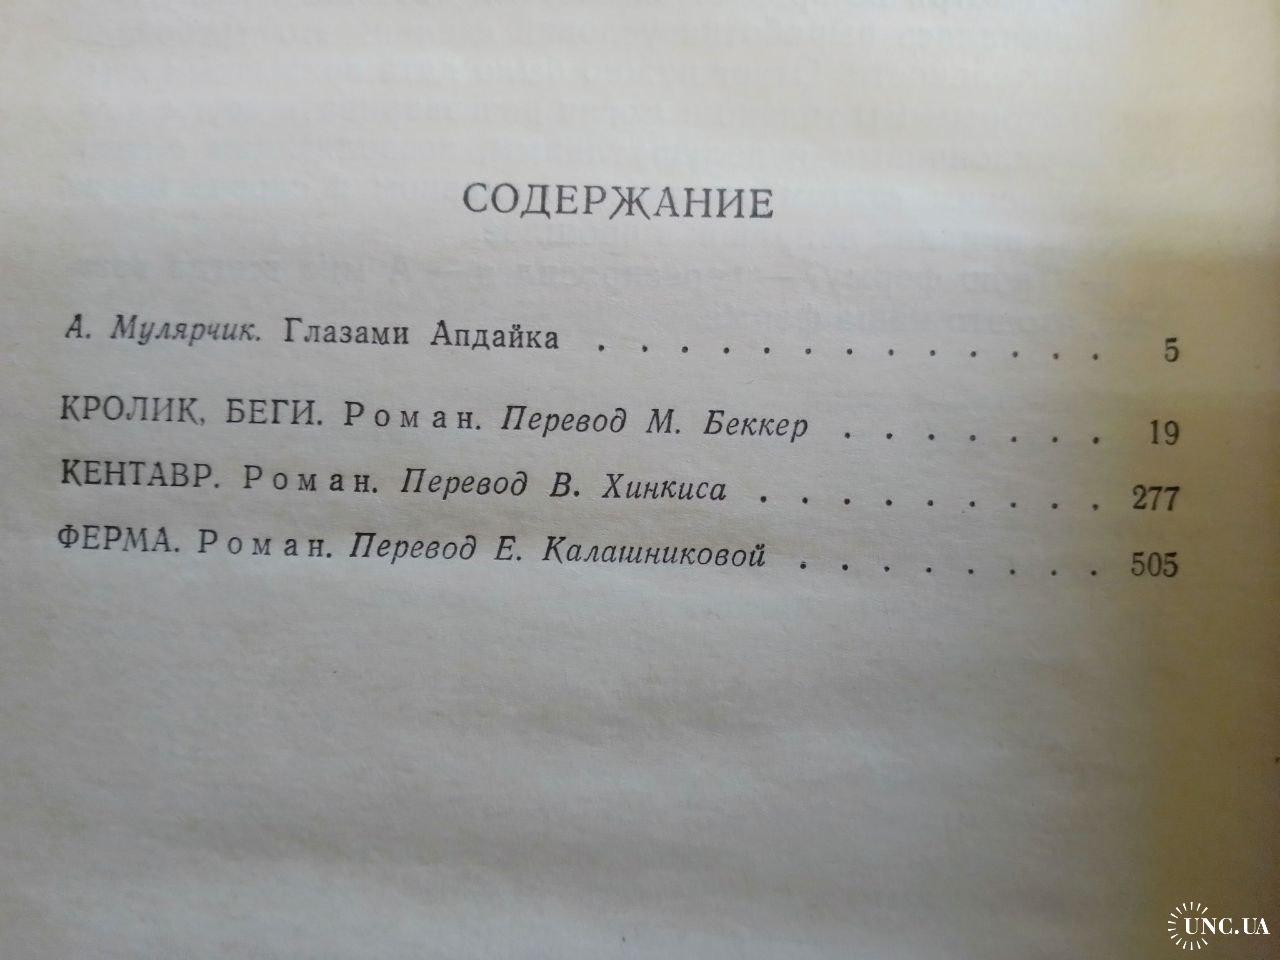 СОДЕРЖАНИЕ
А. Мулярчик. Глазами Апдайка . . . . . . . . . . . . . 5
КРОЛИК, БЕГИ. Роман. Перевод М. Беккер . . . . . . . 19
КЕНТАВР. Роман. Перевод В. Хинкиса . . . . . . . . . 277
ФЕРМА. Роман. Перевод Е. Калашниковой . . . . . . . . 505
UNC.UA